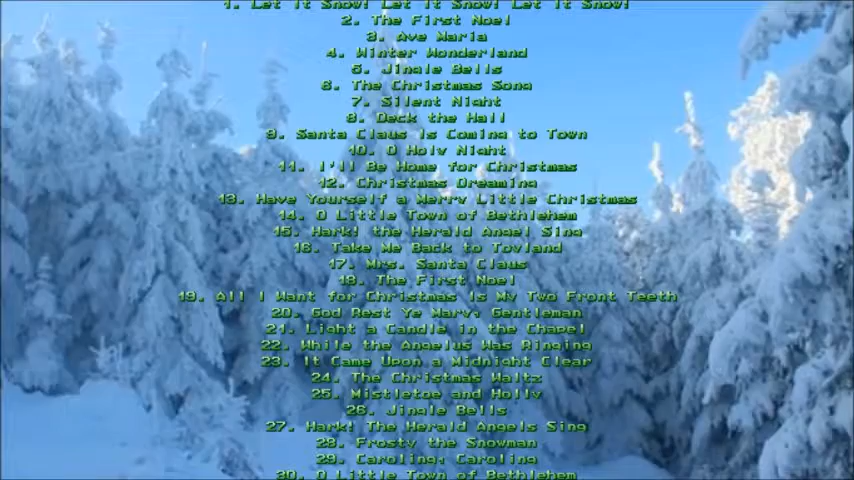 1. Let It Snow! Let It Snow! Let It Snow!
2. The First Noel
3. Ave Maria
4. Winter Wonderland
5. Jingle Bells
6. The Christmas Song
7. Silent Night
8. Deck the Hall
9. Santa Claus Is Coming to Town
10. O Holy Night
11. I'll Be Home for Christmas
12. Christmas Dreaming
13. Have Yourself a Merry Little Christmas
14. O Little Town of Bethlehem
15. Hark! the Herald Angel Sing
16. Take Me Back to Toyland
17. Mrs. Santa Claus
18. The First Noel
19. All I Want for Christmas Is My Two Front Teeth
20. God Rest Ye Mary, Gentleman
21. Light a Candle in the Chapel
22. While the Angelus Was Ringing
23. It Came Upon a Midnight Clear
24. The Christmas Waltz
25. Mistletoe and Holly
26. Jingle Bells
27. Hark! The Herald Angels Sing
28. Frosty the Snowman
29. Caroling, Caroling
30. O Little Town of Bethlehem